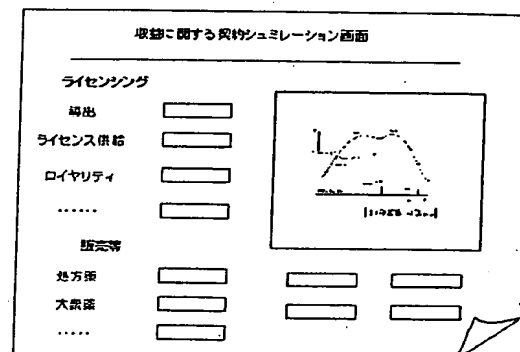 収益に関する契約シュミレーション画面
ライセンシング
導出
ライセンス供給
ロイヤリティ
......
販売等
処方薬
大衆薬
.....